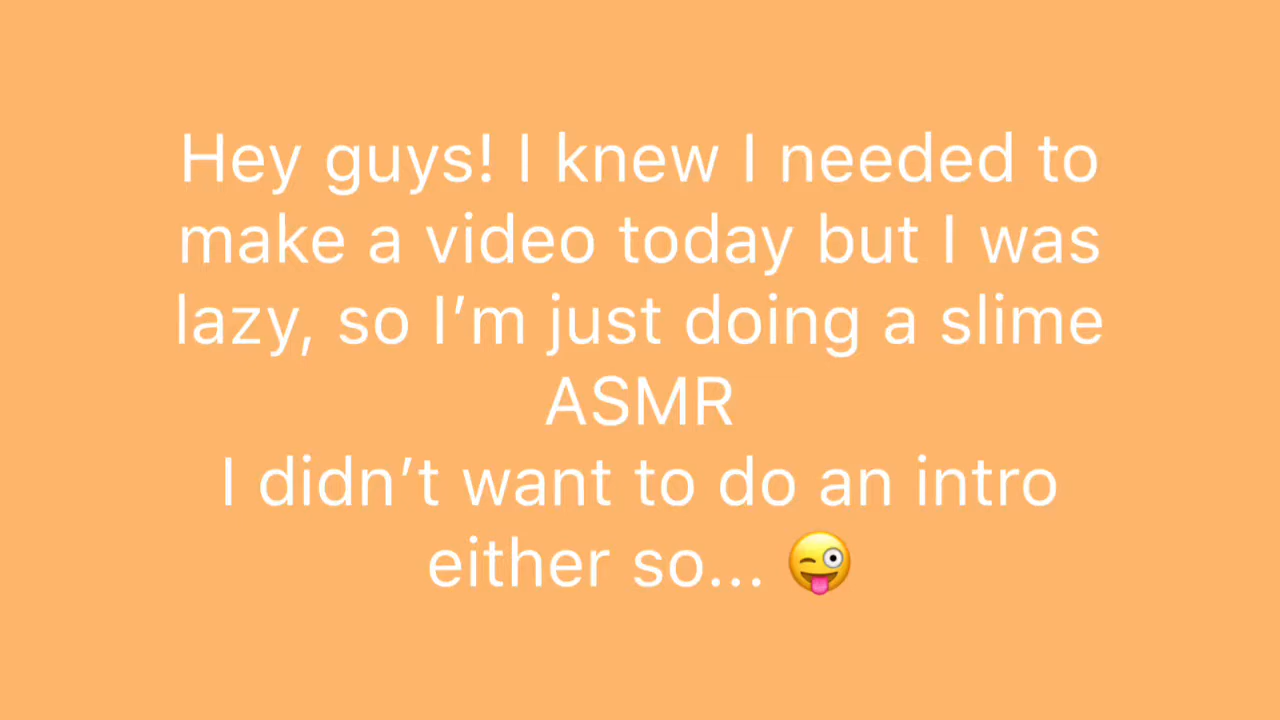 Hey guys! I knew I needed to
make a video today but I was
lazy, so I’m just doing a slime
ASMR
I didn’t want to do an intro
either so... 😜